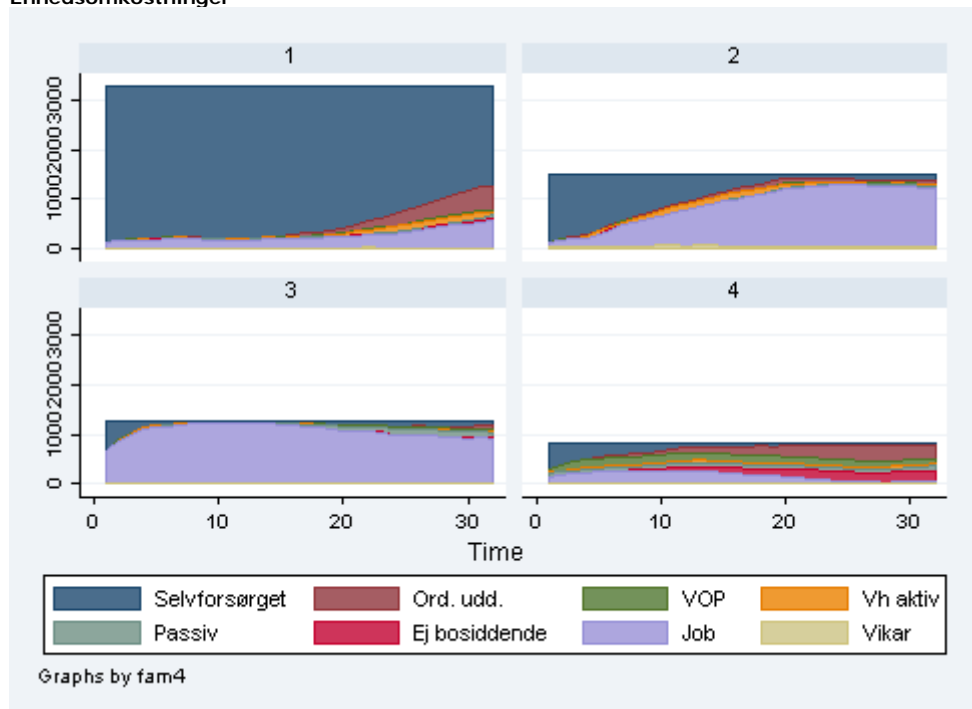 Enhedsomkostninger
1
2
0 1000 2000 3000
3
4
0 1000 2000 3000
0 10 20 30 0 10 20 30
Time
Selvforsørget Ord. udd. VOP Vh aktiv
Passiv Ej bosiddende Job Vikar
Graphs by fam4